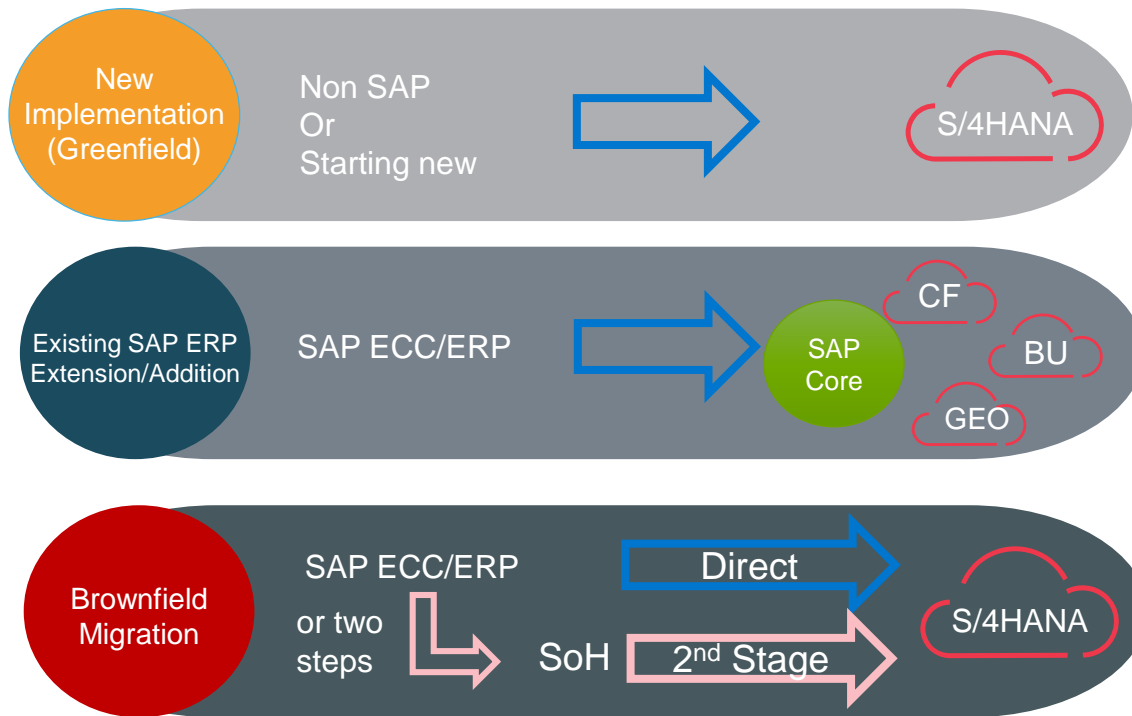 New
Implementation
(Greenfield)
Non SAP
Or
Starting new
S/4HANA
Existing SAP ERP
Extension/Addition
SAP ECC/ERP
SAP
Core
CF
BU
GEO
Brownfield
Migration
SAP ECC/ERP
or two
steps
SoH
Direct
2nd Stage
S/4HANA